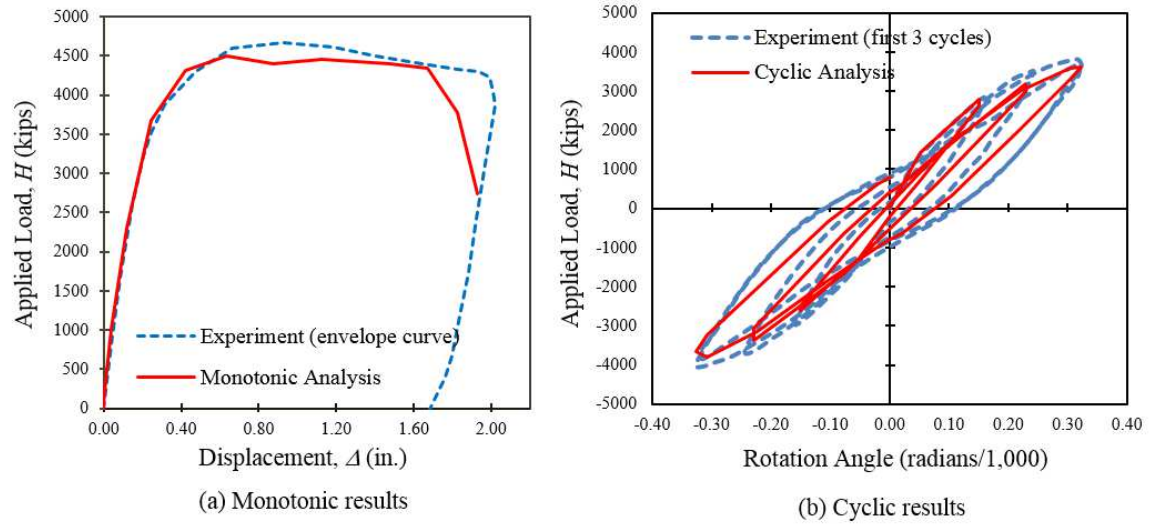 5000
4500
4000
3500
3000
2500
2000
1500
1000
500
0
Applied Load, H (kips)
Experiment (envelope curve)
Monotonic Analysis
0.00 0.40 0.80 1.20 1.60 2.00
Displacement, Δ (in.)
(a) Monotonic results
5000
4000
3000
2000
1000
0
-1000
-2000
-3000
-4000
-5000
Applied Load, H (kips)
Experiment (first 3 cycles)
Cyclic Analysis
-0.40 -0.30 -0.20 -0.10 0.00 0.10 0.20 0.30 0.40
Rotation Angle (radians/1,000)
(b) Cyclic results